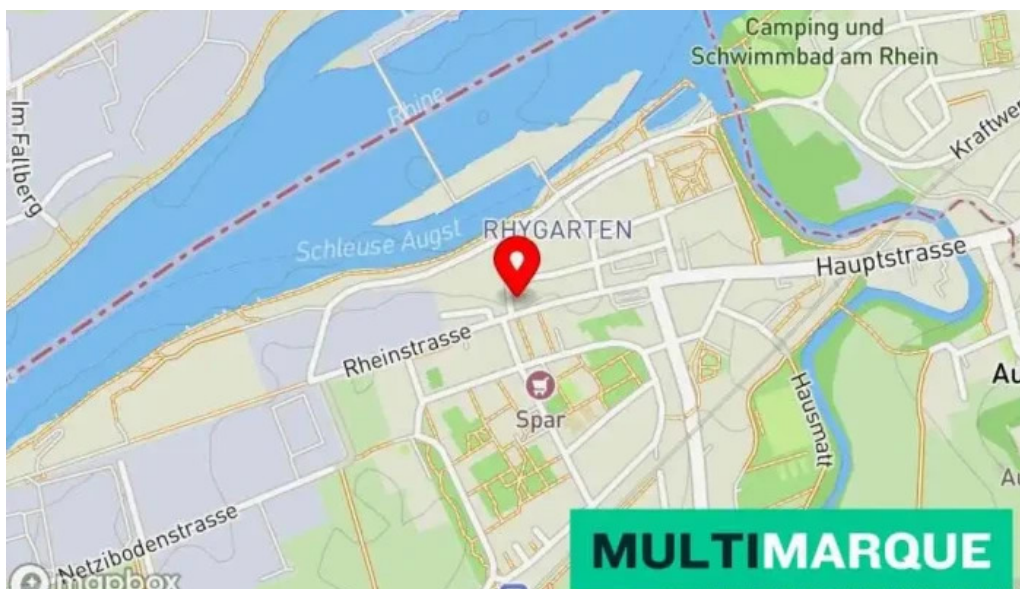 Camping und
Schwimmbad am Rhein
Im Fallberg
Rhine
Kraftwer
Schleuse Augst
RHYGARTEN
Hauptstrasse
Rheinstrasse
Au
Spar
Hausmatt
Au
Netzibodenstrasse
MULTIMARQUE
mapbox